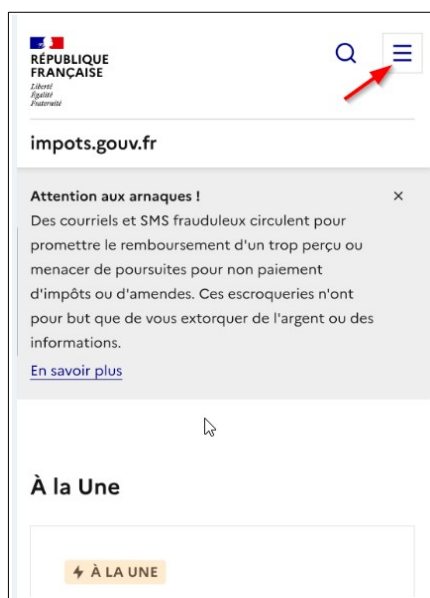 RÉPUBLIQUE
FRANÇAISE
Liberté
Égalité
Fraternité
impots.gouv.fr
Attention aux arnaques !
Des courriels et SMS frauduleux circulent pour
promettre le remboursement d'un trop perçu ou
menacer de poursuites pour non paiement
d'impôts ou d'amendes. Ces escroqueries n'ont
pour but que de vous extorquer de l'argent ou des
informations.
En savoir plus
À la Une
À LA UNE